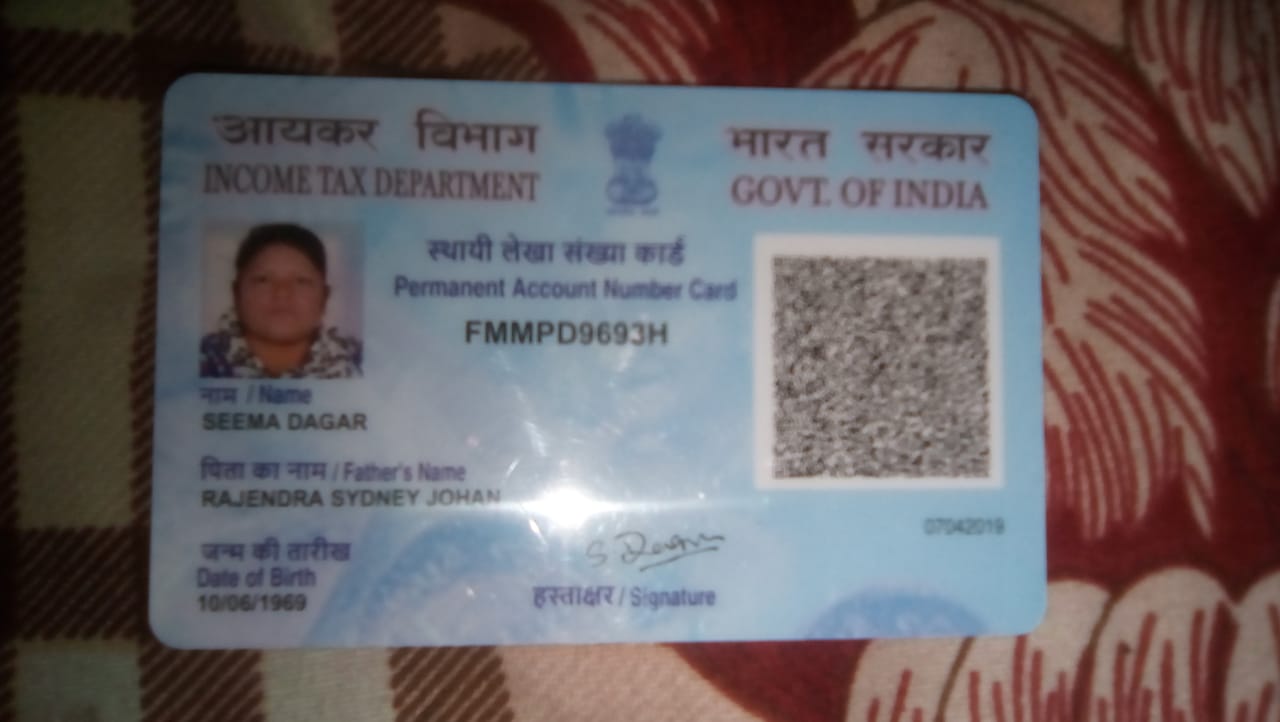 आयकर विभाग
INCOME TAX DEPARTMENT
भारत सरकार
GOVT. OF INDIA
स्थायी लेखा संख्या कार्ड
Permanent Account Number Card
FMMPD9693H
नाम / Name
SEEMA DAGAR
पिता का नाम / Father's Name
RAJENDRA SYDNEY JOHAN
07042019
जन्म की तारीख
Date of Birth
10/06/1969
हस्ताक्षर / Signature